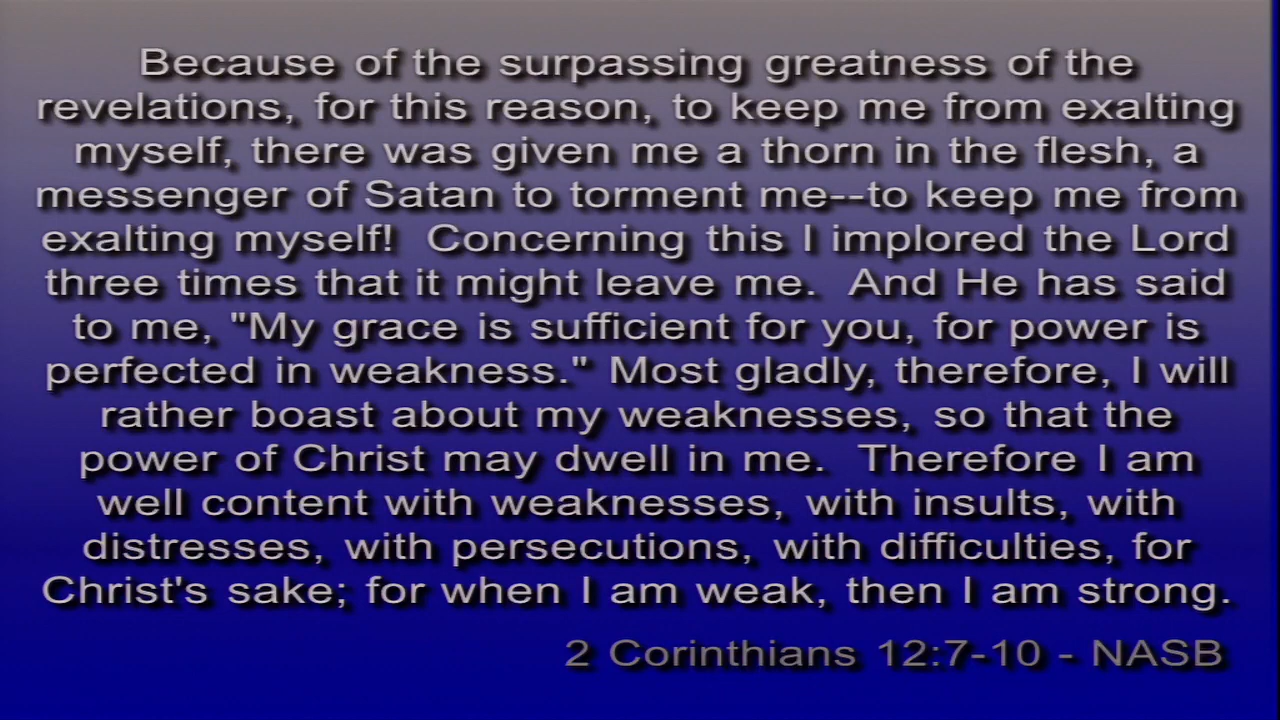 Because of the surpassing greatness of the
revelations, for this reason, to keep me from exalting
myself, there was given me a thorn in the flesh, a
messenger of Satan to torment me--to keep me from
exalting myself!  Concerning this I implored the Lord
three times that it might leave me.  And He has said
to me, "My grace is sufficient for you, for power is
perfected in weakness." Most gladly, therefore, I will
rather boast about my weaknesses, so that the
power of Christ may dwell in me.  Therefore I am
well content with weaknesses, with insults, with
distresses, with persecutions, with difficulties, for
Christ's sake; for when I am weak, then I am strong.
2 Corinthians 12:7-10 - NASB